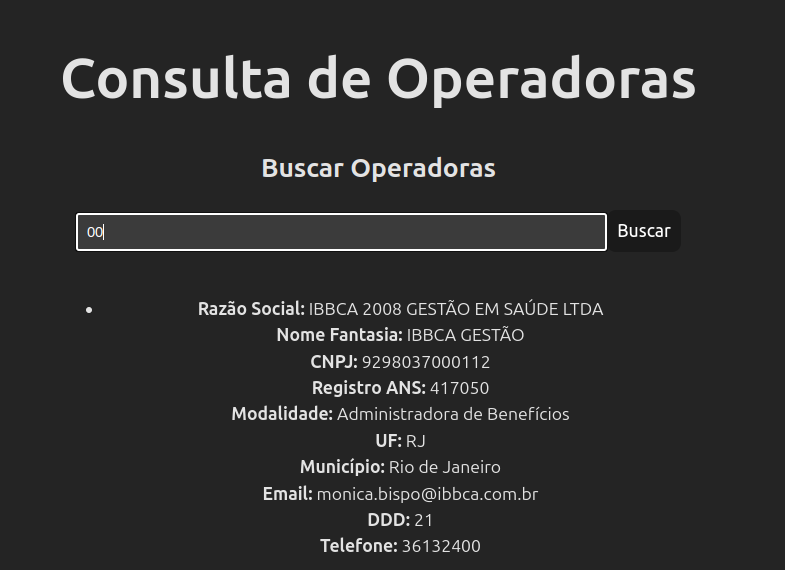 Consulta de Operadoras
Buscar Operadoras
00
Buscar
Razão Social: IBBCA 2008 GESTÃO EM SAÚDE LTDA
Nome Fantasia: IBBCA GESTÃO
CNPJ: 9298037000112
Registro ANS: 417050
Modalidade: Administradora de Benefícios
UF: RJ
Município: Rio de Janeiro
Email: monica.bispo@ibbca.com.br
DDD: 21
Telefone: 36132400